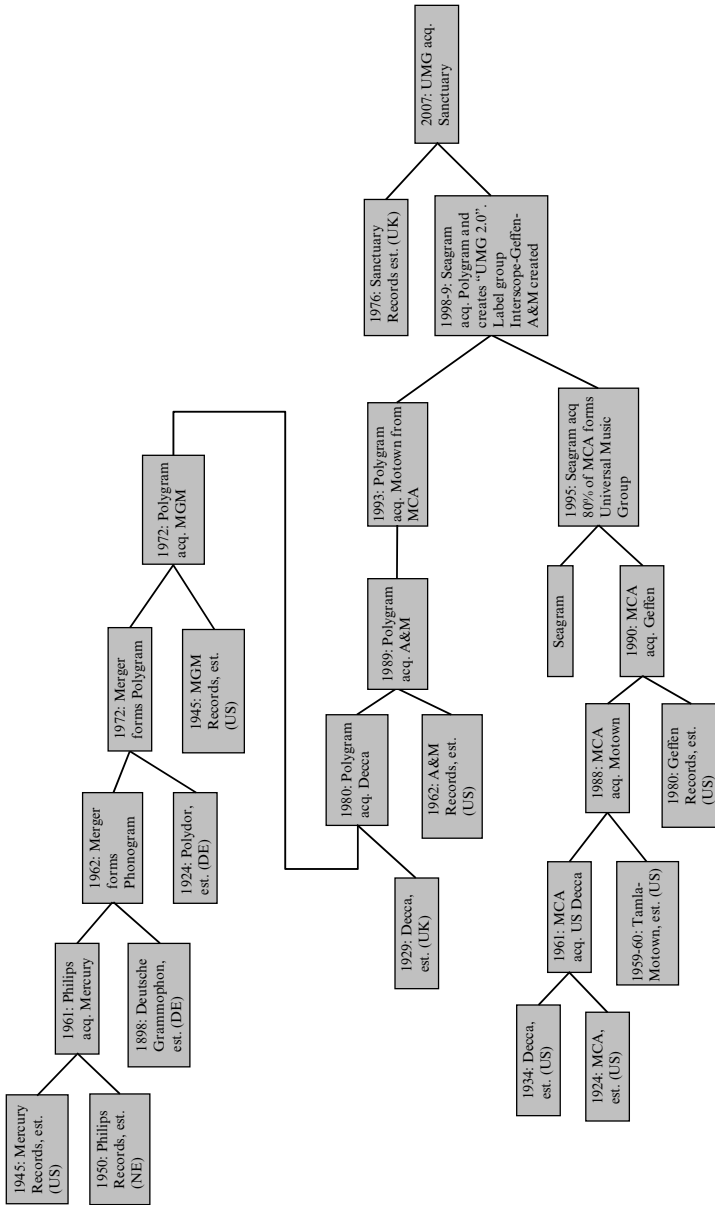 1945: Mercury
Records, est.
(US)
1950: Philips
Records, est.
(NE)
1961: Philips
acq. Mercury
1898: Deutsche
Grammophon,
est. (DE)
1962: Merger
forms
Phonogram
1924: Polydor,
est. (DE)
1972: Merger
forms Polygram
1945: MGM
Records, est.
(US)
1972: Polygram
acq. MGM
1929: Decca,
est. (UK)
1980: Polygram
acq. Decca
1962: A&M
Records, est.
(US)
1989: Polygram
acq. A&M
1993: Polygram
acq. Motown from
MCA
1976: Sanctuary
Records est. (UK)
1998-9: Seagram
acq. Polygram and
creates “UMG 2.0”.
Label group
Interscope-Geffen-
A&M created
2007: UMG acq.
Sanctuary
1934: Decca,
est. (US)
1924: MCA,
est. (US)
1961: MCA
acq. US Decca
1959-60: Tamla-
Motown, est. (US)
1988: MCA
acq. Motown
1980: Geffen
Records, est.
(US)
1990: MCA
acq. Geffen
Seagram
1995: Seagram acq
80% of MCA forms
Universal Music
Group